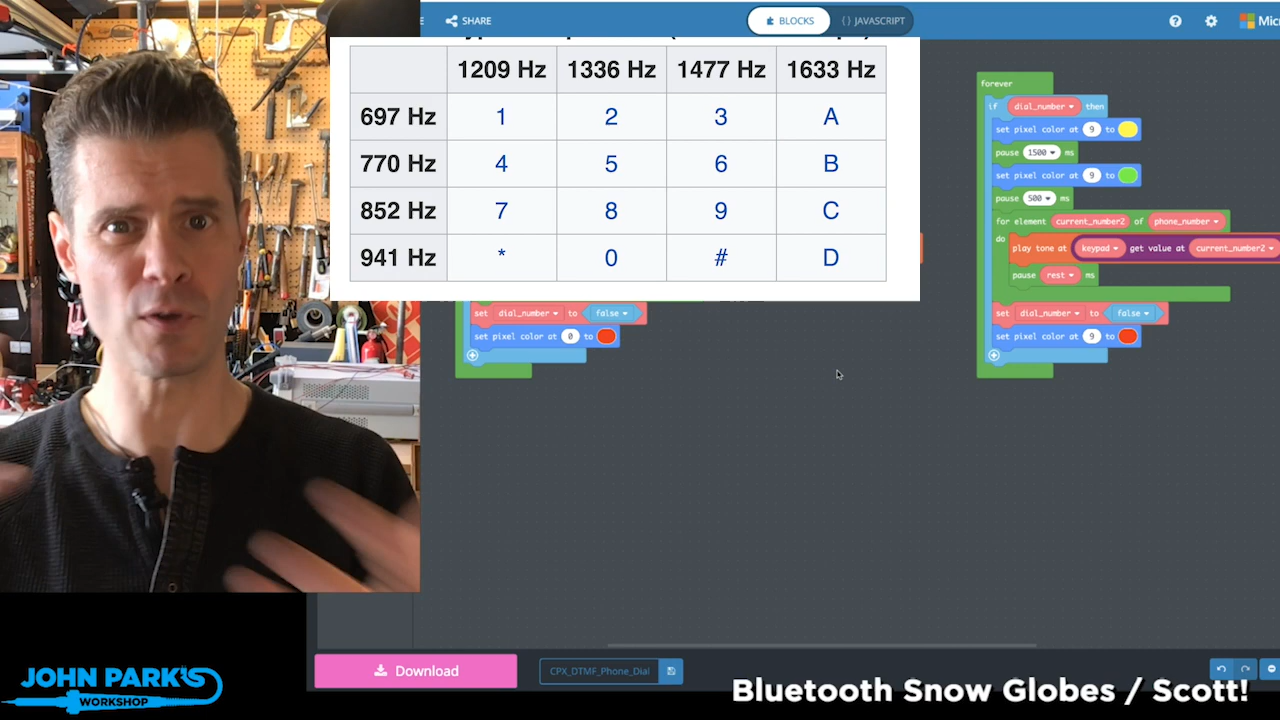 SHARE
BLOCKS
{ } JAVASCRIPT
1209 Hz 1336 Hz 1477 Hz 1633 Hz
697 Hz 1 2 3 A
770 Hz 4 5 6 B
852 Hz 7 8 9 C
941 Hz * 0 # D
set dial_number to false
set pixel color at 0 to
forever
if dial_number then
set pixel color at 9 to
pause 1500 ms
set pixel color at 9 to
pause 500 ms
for element current_number2 of phone_number
do
play tone at keypad get value at current_number2
pause rest ms
set dial_number to false
set pixel color at 9 to
Download
CPX_DTMF_Phone_Dial
JOHN PARK'S
WORKSHOP
Bluetooth Snow Globes / Scott!